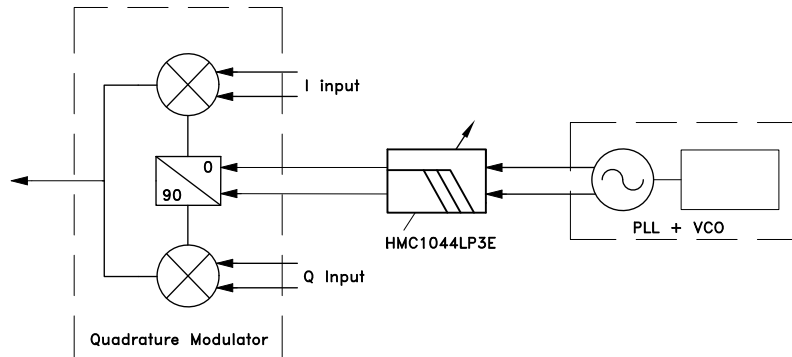 I input
0
90
HMC1044LP3E
PLL + VCO
Q Input
Quadrature Modulator